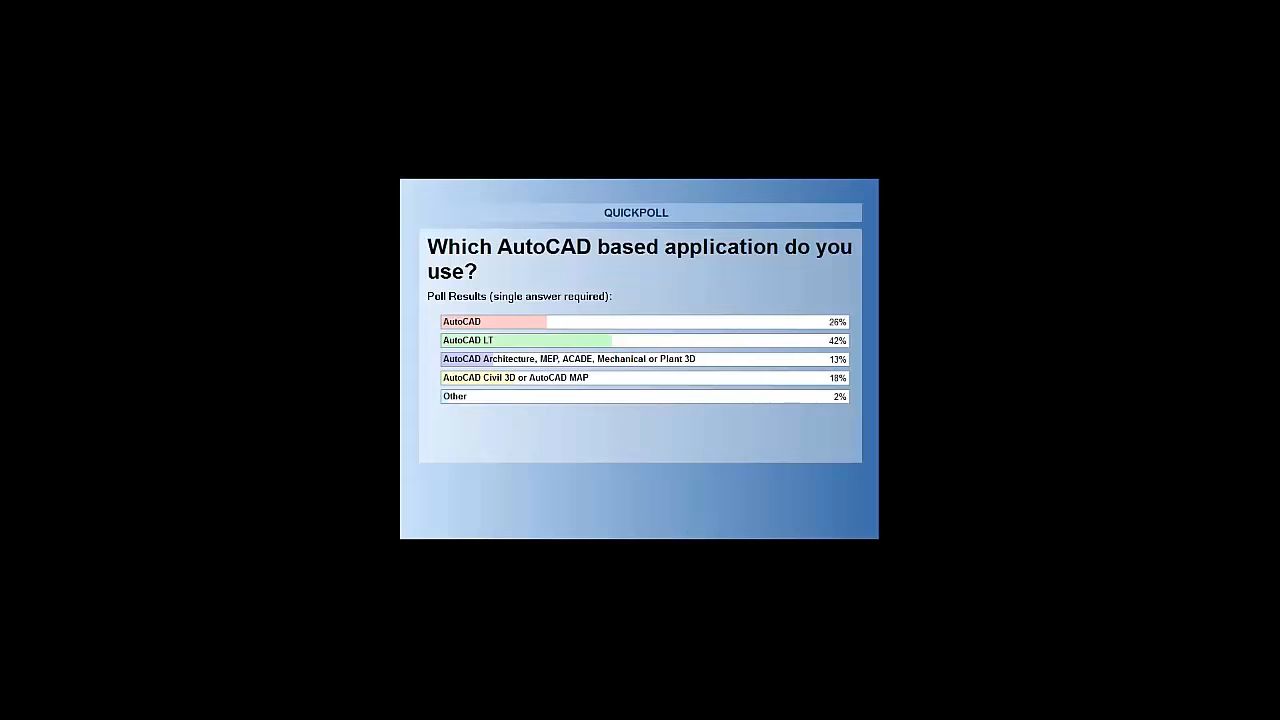 QUICKPOLL
Which AutoCAD based application do you
use?
Poll Results (single answer required):
AutoCAD 26%
AutoCAD LT 42%
AutoCAD Architecture, MEP, ACADE, Mechanical or Plant 3D 13%
AutoCAD Civil 3D or AutoCAD MAP 18%
Other 2%